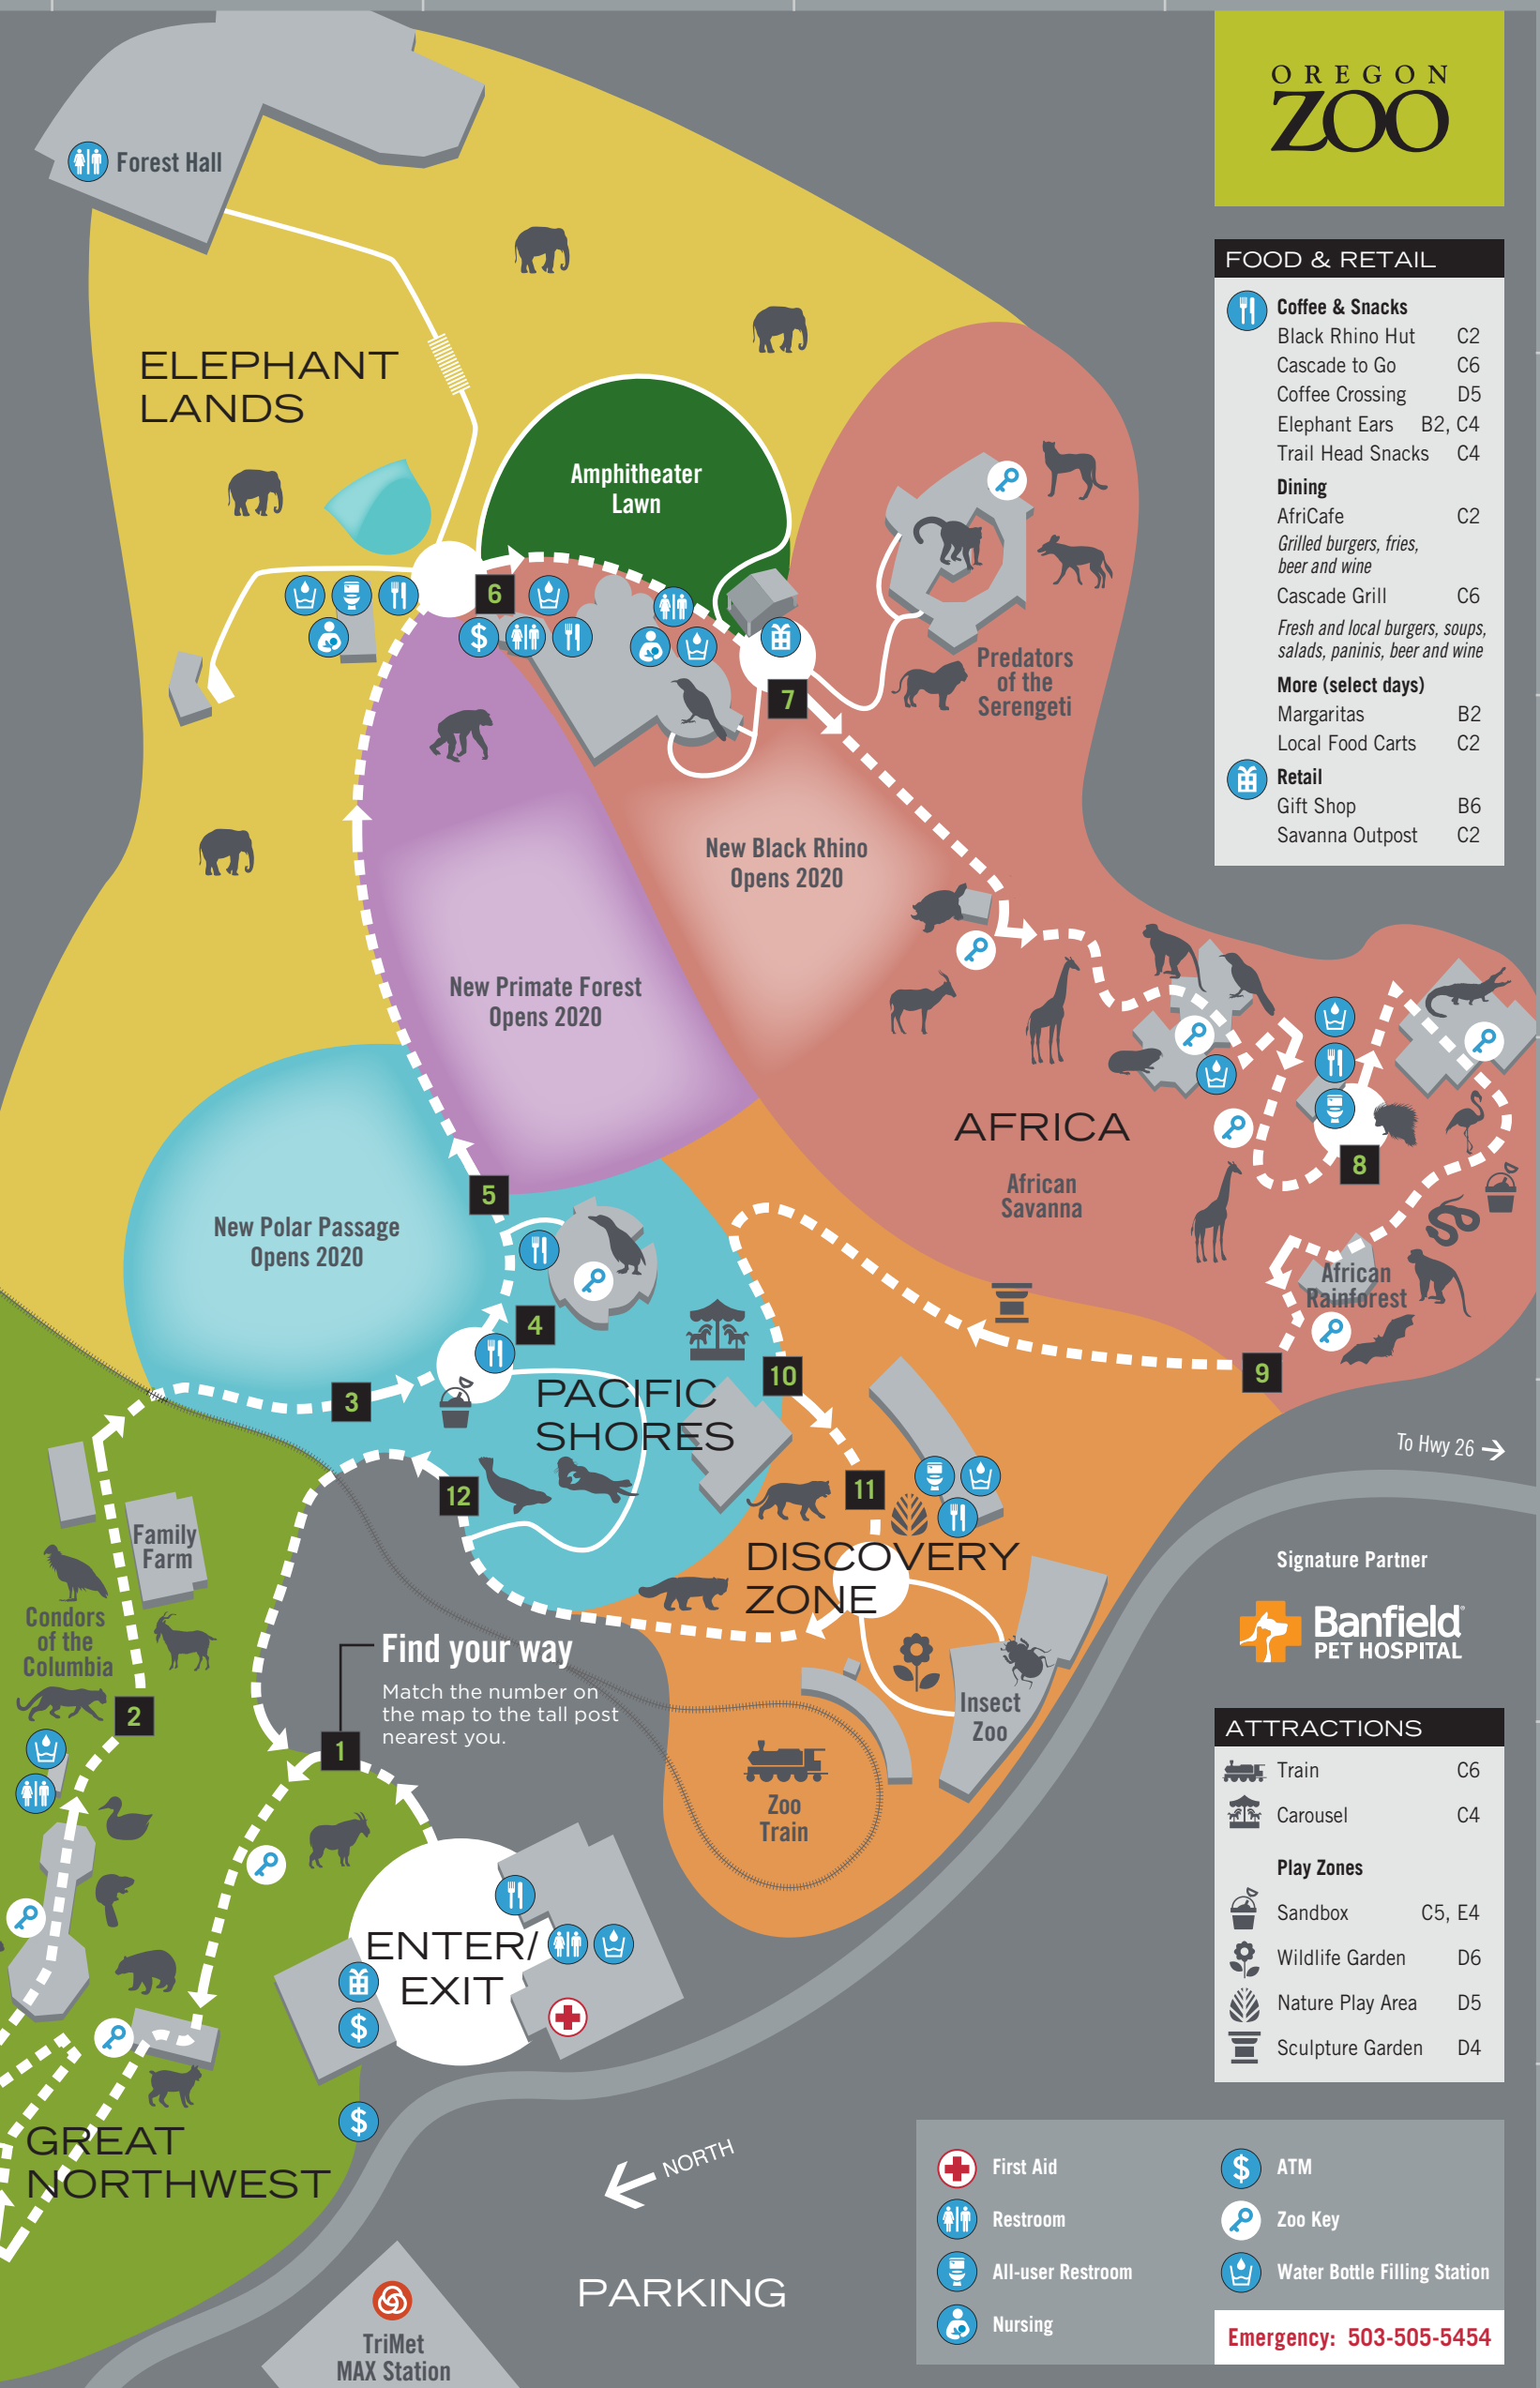 OREGON
ZOO
Forest Hall
ELEPHANT
LANDS
Amphitheater
Lawn
6
7
Predators
of the
Serengeti
New Black Rhino
Opens 2020
New Primate Forest
Opens 2020
AFRICA
African
Savanna
8
5
New Polar Passage
Opens 2020
4
African
Rainforest
3
10
9
PACIFIC
SHORES
12
11
To Hwy 26
Family
Farm
DISCOVERY
ZONE
Condors
of the
Columbia
2
1
Find your way
Match the number on
the map to the tall post
nearest you.
Insect
Zoo
Zoo
Train
ENTER/
EXIT
GREAT
NORTHWEST
NORTH
PARKING
TriMet
MAX Station
FOOD & RETAIL
Coffee & Snacks
Black Rhino Hut C2
Cascade to Go C6
Coffee Crossing D5
Elephant Ears B2, C4
Trail Head Snacks C4
Dining
AfriCafe C2
Grilled burgers, fries,
beer and wine
Cascade Grill C6
Fresh and local burgers, soups,
salads, paninis, beer and wine
More (select days)
Margaritas B2
Local Food Carts C2
Retail
Gift Shop B6
Savanna Outpost C2
Signature Partner
Banfield®
PET HOSPITAL
ATTRACTIONS
Train C6
Carousel C4
Play Zones
Sandbox C5, E4
Wildlife Garden D6
Nature Play Area D5
Sculpture Garden D4
First Aid
Restroom
All-user Restroom
Nursing
$ ATM
Zoo Key
Water Bottle Filling Station
Emergency: 503-505-5454